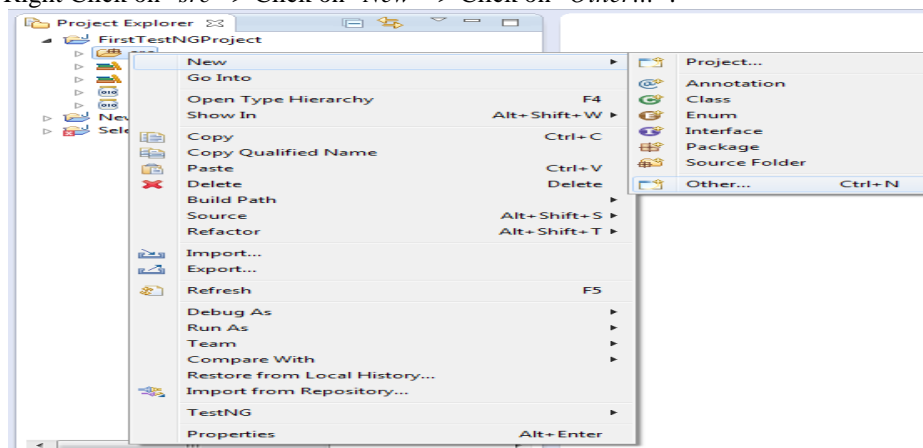 Right Click on "src" -> Click on "New" -> Click on "Other...".
Project Explorer
FirstTestNGProject
New
Sele
New
Go Into
Open Type Hierarchy F4
Show In Alt+Shift+W
Copy Ctrl+C
Copy Qualified Name
Paste Ctrl+V
Delete Delete
Build Path
Source Alt+Shift+S
Refactor Alt+Shift+T
Import...
Export...
Refresh F5
Debug As
Run As
Team
Compare With
Restore from Local History...
Import from Repository...
TestNG
Properties Alt+Enter
Project...
Annotation
Class
Enum
Interface
Package
Source Folder
Other... Ctrl+N